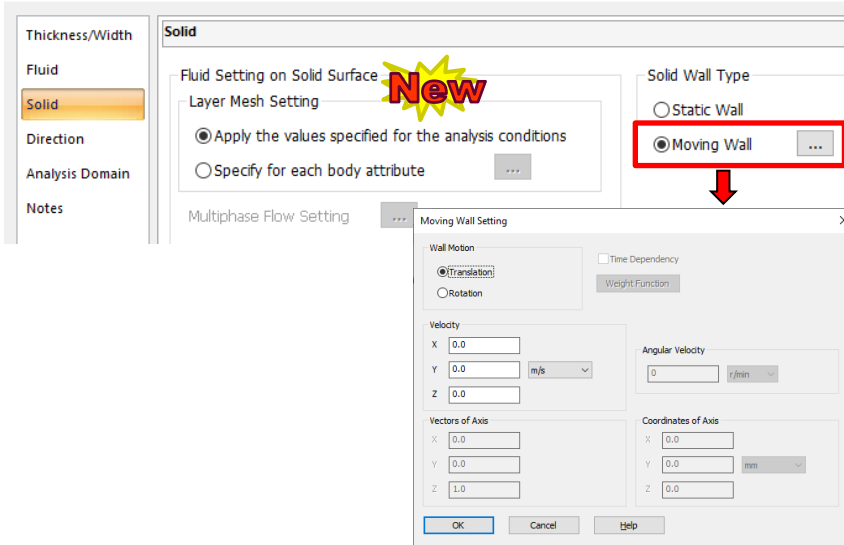 Thickness/Width
Fluid
Solid
Direction
Analysis Domain
Notes
Solid
Fluid Setting on Solid Surface
New
Layer Mesh Setting
Apply the values specified for the analysis conditions
Specify for each body attribute
...
Multiphase Flow Setting
...
Solid Wall Type
Static Wall
Moving Wall
...
Moving Wall Setting
Wall Motion
Translation
Rotation
Time Dependency
Weight Function
Velocity
X 0.0
Y 0.0 m/s
Z 0.0
Angular Velocity
0 r/min
Vectors of Axis
X 0.0
Y 0.0
Z 1.0
Coordinates of Axis
X 0.0
Y 0.0 mm
Z 0.0
OK Cancel Help